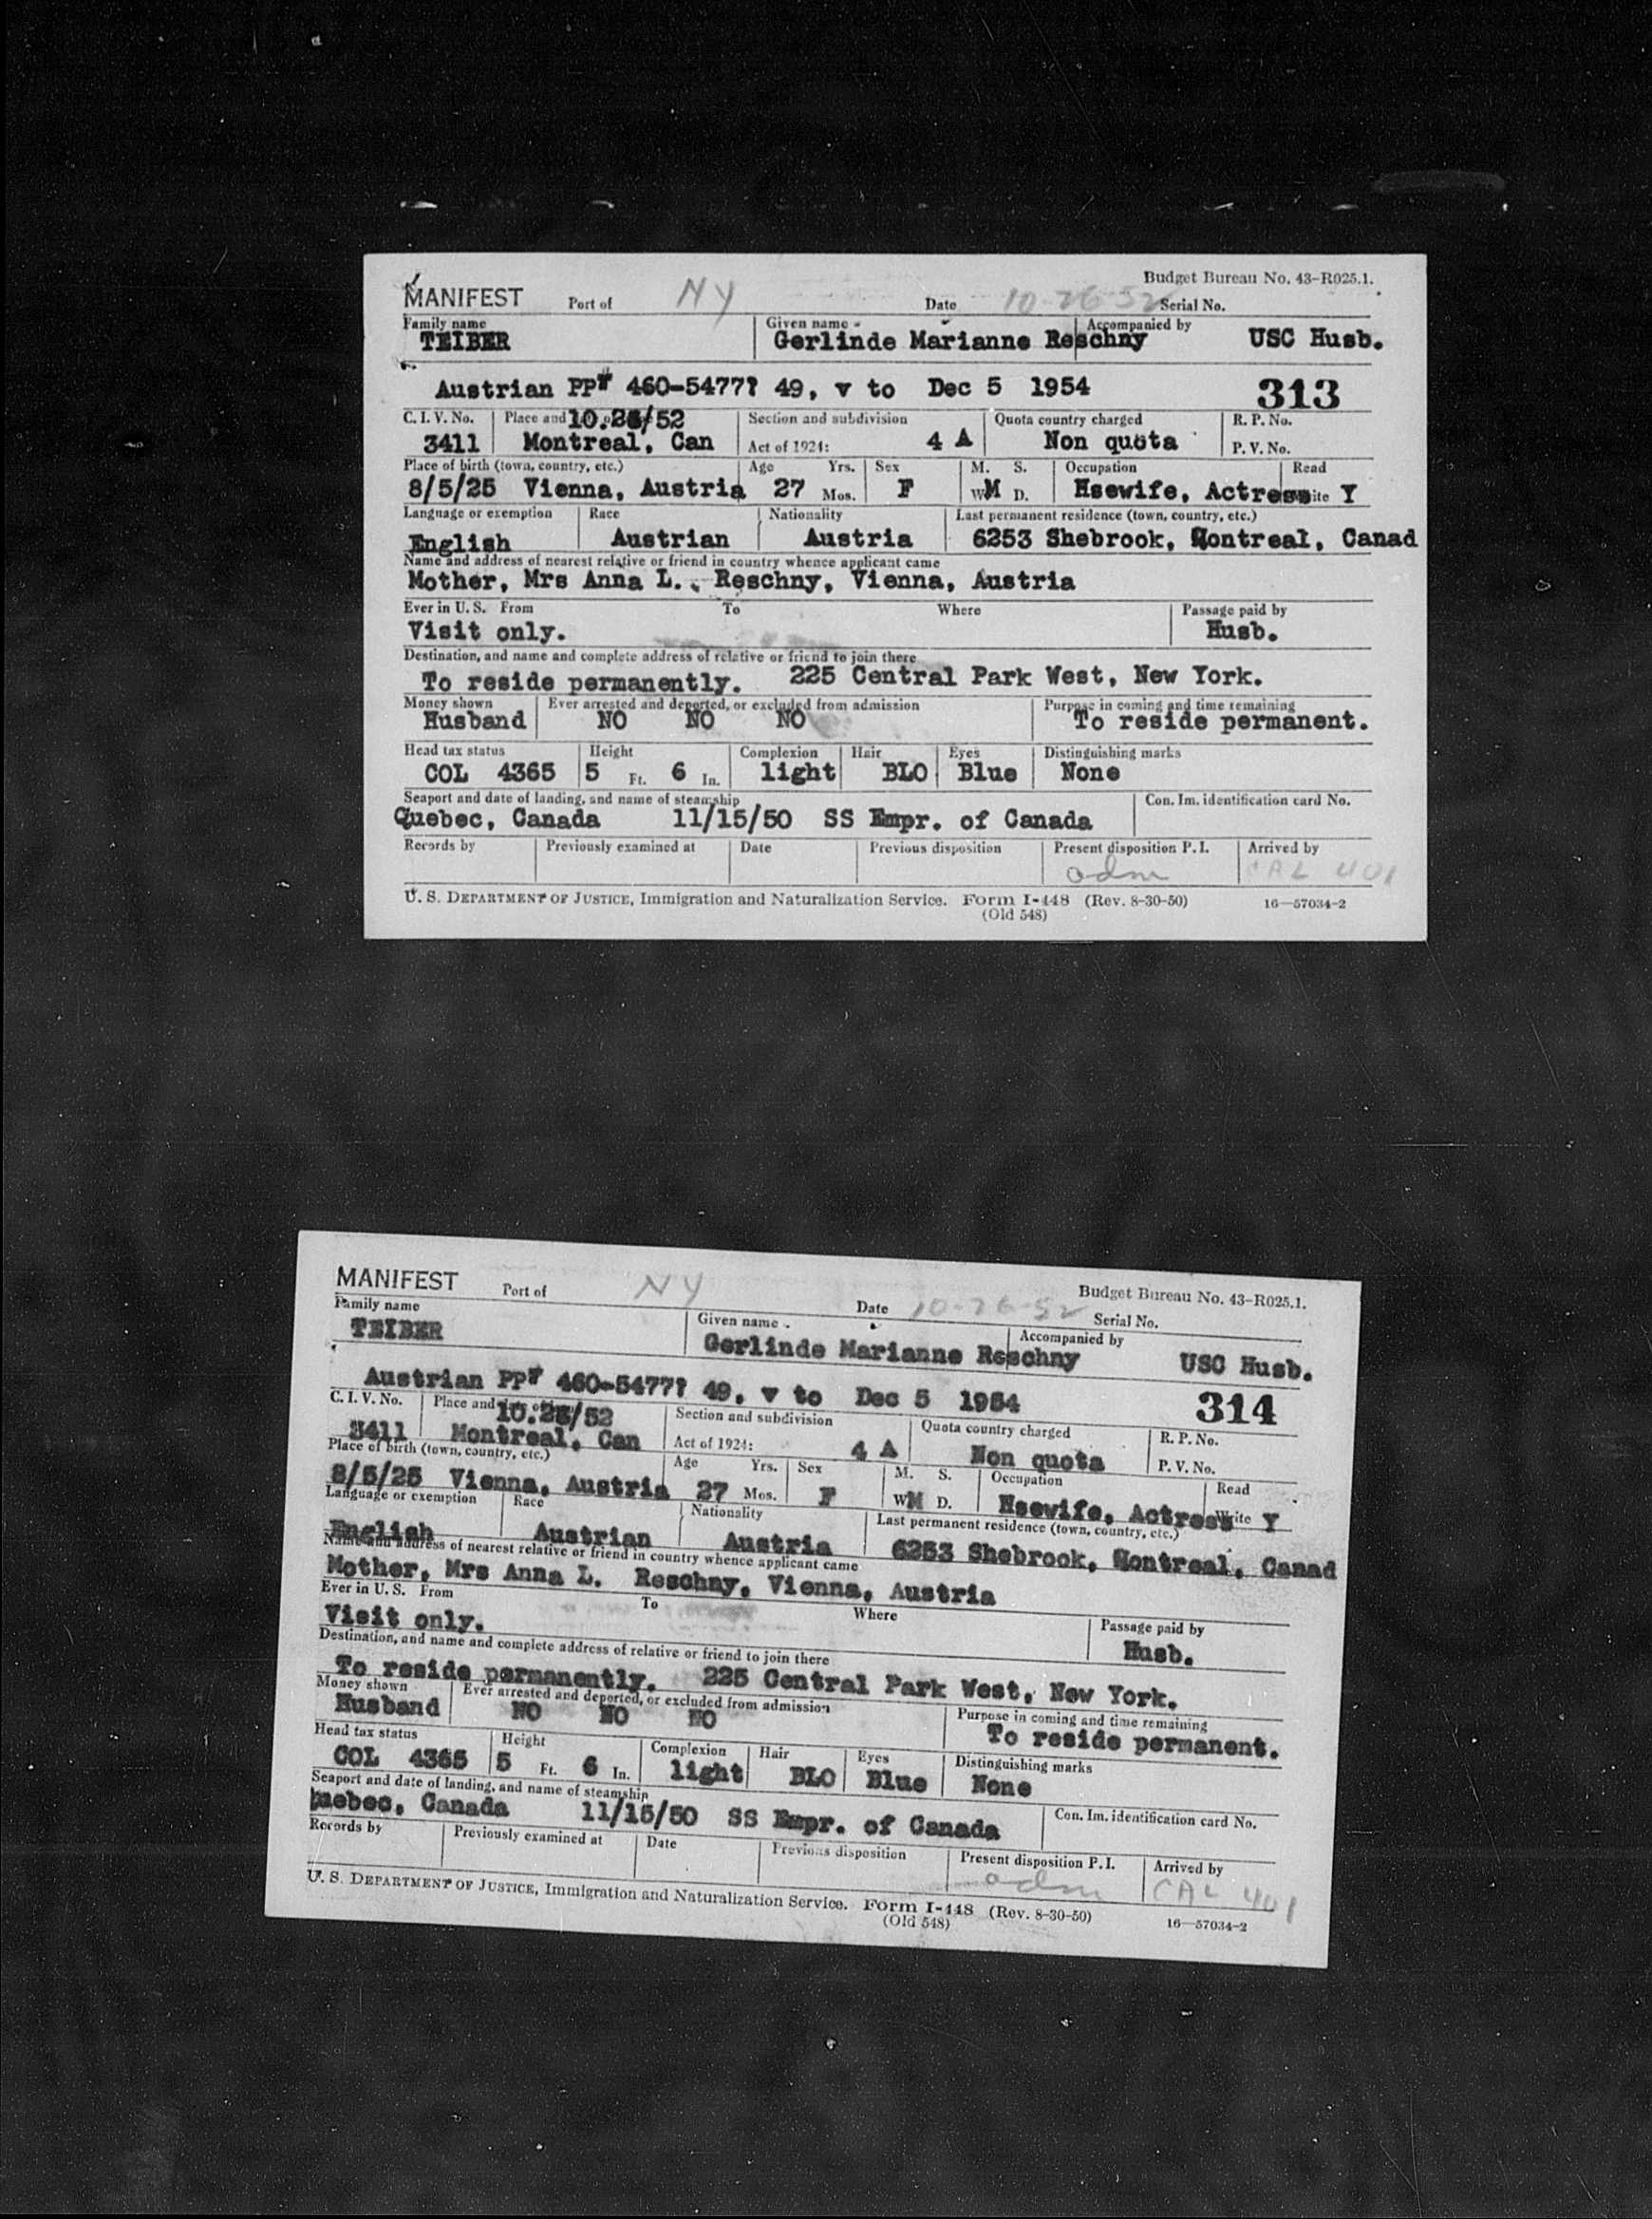 Budget Bureau No. 43-R025.1.
MANIFEST Port of NY Date 10-26-52 Serial No.
Family name Given name Accompanied by
TEIBER Gerlinde Marianne Reschny USC Husb.
Austrian PP# 460-5477? 49, v to Dec 5 1954 313
C. I. V. No. Place and 10. /52 Section and subdivision Quota country charged R. P. No.
3411 Montreal, Can Act of 1924: 4 A Non quota P. V. No.
Place of birth (town, country, etc.) Age Yrs. Sex M. S. Occupation Read
8/5/25 Vienna, Austria 27 Mos. F W M D. Hsewife, Actress Y
Language or exemption Race Nationality Last permanent residence (town, country, etc.)
English Austrian Austria 6253 Shebrook, Montreal, Canad
Name and address of nearest relative or friend in country whence applicant came
Mother, Mrs Anna L. Reschny, Vienna, Austria
Ever in U. S. From To Where Passage paid by
Visit only. Husb.
Destination, and name and complete address of relative or friend to join there
To reside permanently. 225 Central Park West, New York.
Money shown Ever arrested and deported, or excluded from admission Purpose in coming and time remaining
Husband NO NO NO To reside permanent.
Head tax status Height Complexion Hair Eyes Distinguishing marks
COL 4365 5 Ft. 6 In. light BLO Blue None
Seaport and date of landing, and name of steamship Con. Im. identification card No.
Quebec, Canada 11/15/50 SS Empr. of Canada
Records by Previously examined at Date Previous disposition Present disposition P. I. Arrived by
adm CAL 401
U. S. DEPARTMENT OF JUSTICE, Immigration and Naturalization Service. Form I-448 (Rev. 8-30-50) 16—57034-2
(Old 548)
Budget Bureau No. 43-R025.1.
MANIFEST Port of NY Date 10-26-52 Serial No.
Family name Given name Accompanied by
TEIBER Gerlinde Marianne Reschny USC Husb.
Austrian PP# 460-5477? 49, v to Dec 5 1954 314
C. I. V. No. Place and 10. /52 Section and subdivision Quota country charged R. P. No.
3411 Montreal, Can Act of 1924: 4 A Non quota P. V. No.
Place of birth (town, country, etc.) Age Yrs. Sex M. S. Occupation Read
8/5/25 Vienna, Austria 27 Mos. F W M D. Hsewife, Actress Write Y
Language or exemption Race Nationality Last permanent residence (town, country, etc.)
English Austrian Austria 6253 Shebrook, Montreal, Canad
Name and address of nearest relative or friend in country whence applicant came
Mother, Mrs Anna L. Reschny, Vienna, Austria
Ever in U. S. From To Where Passage paid by
Visit only. Husb.
Destination, and name and complete address of relative or friend to join there
To reside permanently. 225 Central Park West, New York.
Money shown Ever arrested and deported, or excluded from admission Purpose in coming and time remaining
Husband NO NO NO To reside permanent.
Head tax status Height Complexion Hair Eyes Distinguishing marks
COL 4365 5 Ft. 6 In. light BLO Blue None
Seaport and date of landing, and name of steamship Con. Im. identification card No.
Quebec, Canada 11/15/50 SS Empr. of Canada
Records by Previously examined at Date Previous disposition Present disposition P. I. Arrived by
adm CAL 401
U. S. DEPARTMENT OF JUSTICE, Immigration and Naturalization Service. Form I-448 (Rev. 8-30-50) 16—57034-2
(Old 548)